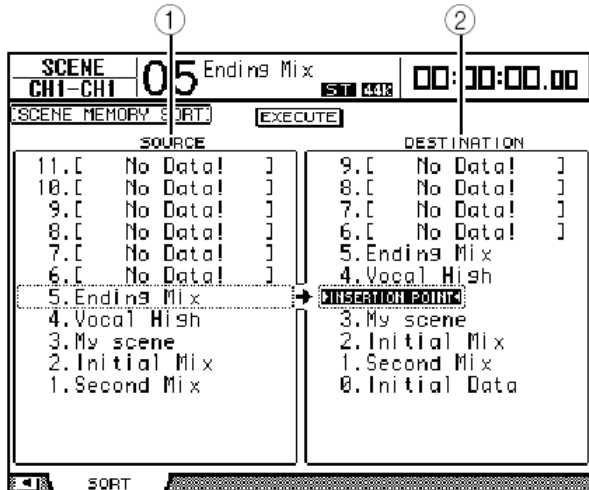 1 2
SCENE
CH1-CH1
05 Ending Mix
ST 44k
00:00:00.00
SCENE MEMORY SORT
EXECUTE
SOURCE
11.[ No Data! ]
10.[ No Data! ]
9.[ No Data! ]
8.[ No Data! ]
7.[ No Data! ]
6.[ No Data! ]
5.Ending Mix
4.Vocal High
3.My scene
2.Initial Mix
1.Second Mix
DESTINATION
9.[ No Data! ]
8.[ No Data! ]
7.[ No Data! ]
6.[ No Data! ]
5.Ending Mix
4.Vocal High
INSERTION POINT
3.My scene
2.Initial Mix
1.Second Mix
0.Initial Data
SORT